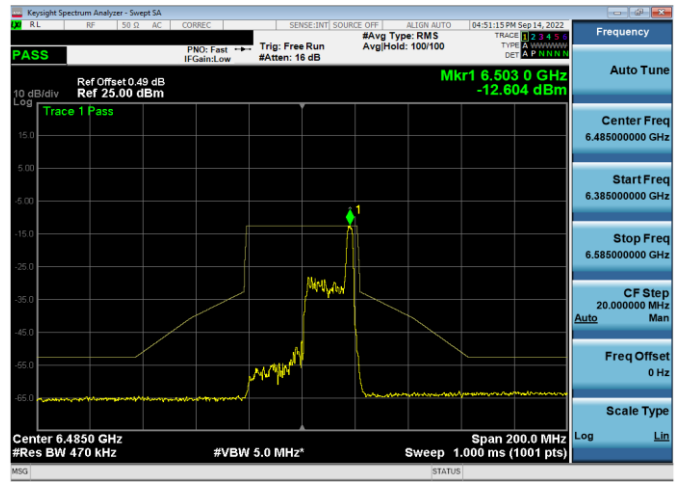 Keysight Spectrum Analyzer - Swept SA
RL RF 50 Ω AC CORREC SENSE:INT SOURCE OFF ALIGN AUTO 04:51:15 PM Sep 14, 2022
PASS
PNO: Fast
IFGain:Low
Trig: Free Run
#Atten: 16 dB
#Avg Type: RMS
Avg|Hold: 100/100
TRACE 1 2 3 4 5 6
TYPE A WWWWW
DET A P N N N N
Mkr1 6.503 0 GHz
-12.604 dBm
Ref Offset 0.49 dB
10 dB/div Ref 25.00 dBm
Log
Trace 1 Pass
1
15.0
5.00
-5.00
-15.0
-25.0
-35.0
-45.0
-55.0
-65.0
Center 6.4850 GHz Span 200.0 MHz
#Res BW 470 kHz #VBW 5.0 MHz* Sweep 1.000 ms (1001 pts)
MSG STATUS
Frequency
Auto Tune
Center Freq
6.485000000 GHz
Start Freq
6.385000000 GHz
Stop Freq
6.585000000 GHz
CF Step
20.000000 MHz
Auto Man
Freq Offset
0 Hz
Scale Type
Log Lin